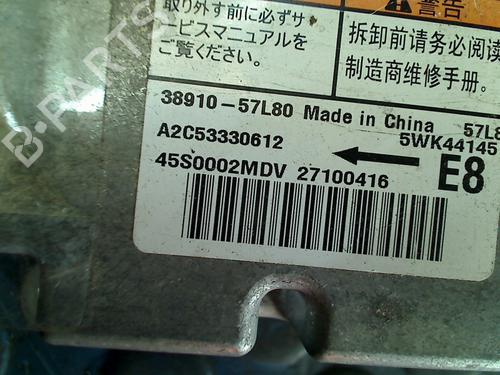 取り外す前に必ずサ
ービスマニュアルを
ご覧ください。
警告
拆卸前请务必阅读
制造商维修手册.
38910-57L80 Made in China 57L8
A2C53330612 5WK44145
45S0002MDV 27100416 E8
B-PARTS